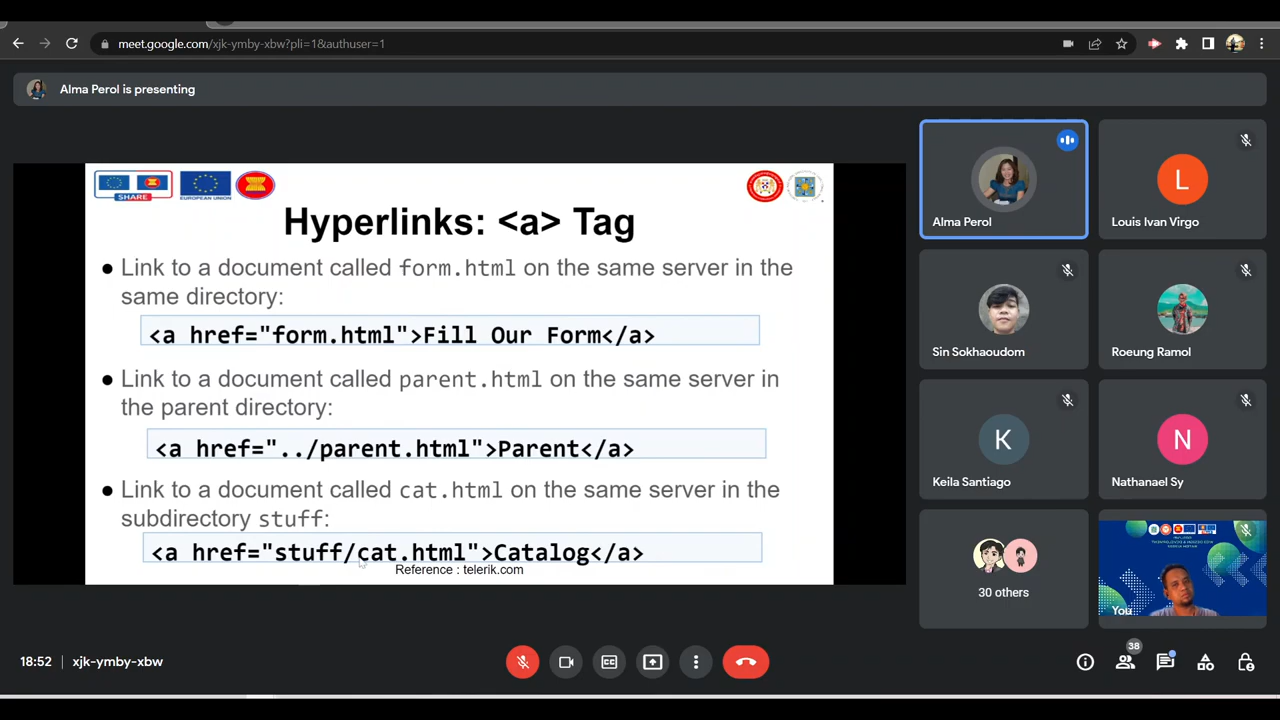 meet.google.com/xjk-ymby-xbw?pli=1&authuser=1
Alma Perol is presenting
SHARE
EUROPEAN UNION
Hyperlinks: <a> Tag
● Link to a document called form.html on the same server in the
same directory:
<a href="form.html">Fill Our Form</a>
● Link to a document called parent.html on the same server in
the parent directory:
<a href="../parent.html">Parent</a>
● Link to a document called cat.html on the same server in the
subdirectory stuff:
<a href="stuff/cat.html">Catalog</a>
Reference : telerik.com
Alma Perol
L
Louis Ivan Virgo
Sin Sokhaoudom
Roeung Ramol
K
Keila Santiago
N
Nathanael Sy
30 others
You
18:52 | xjk-ymby-xbw
38